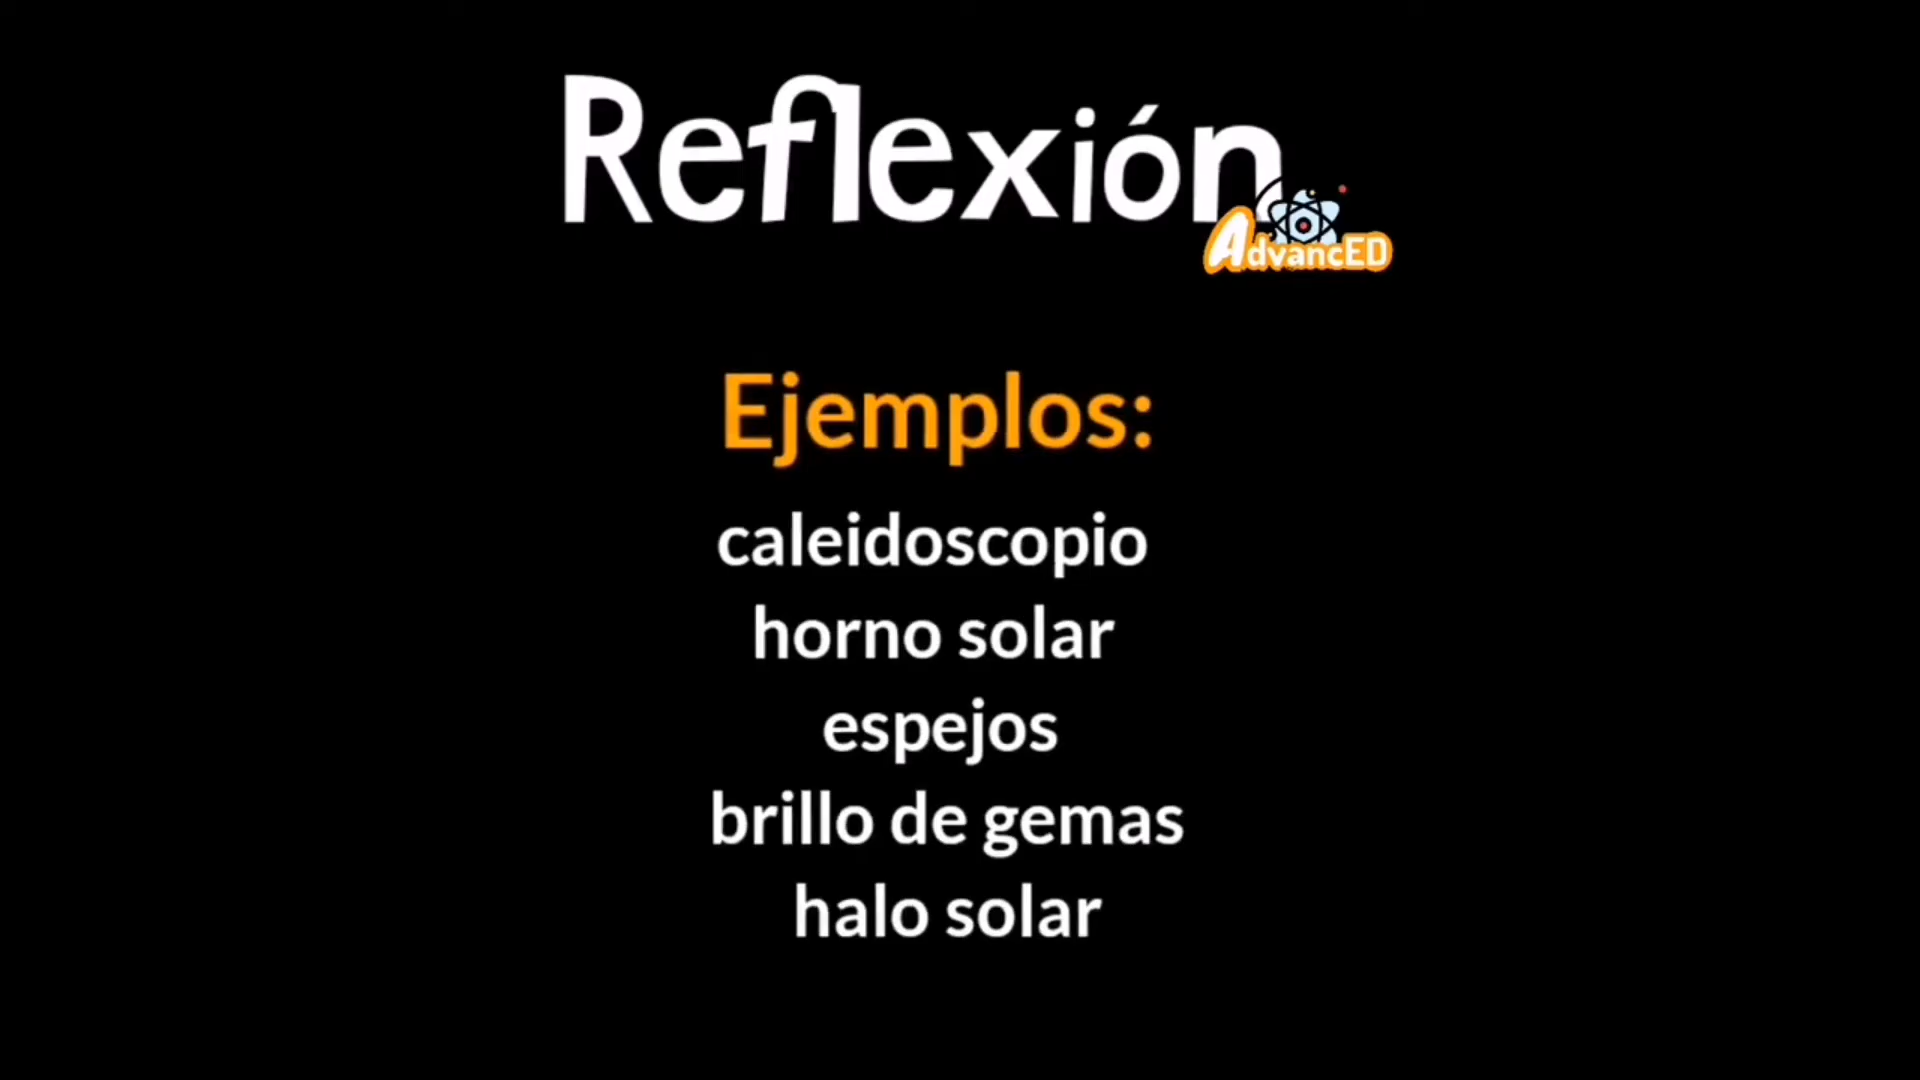 Reflexión
AdvancED
Ejemplos:
caleidoscopio
horno solar
espejos
brillo de gemas
halo solar